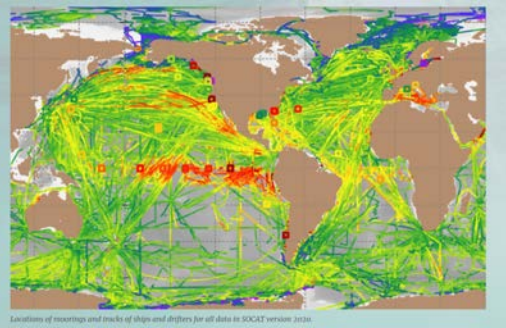 Locations of moorings and tracks of ships and drifters for all data in SOCAT version 2020.